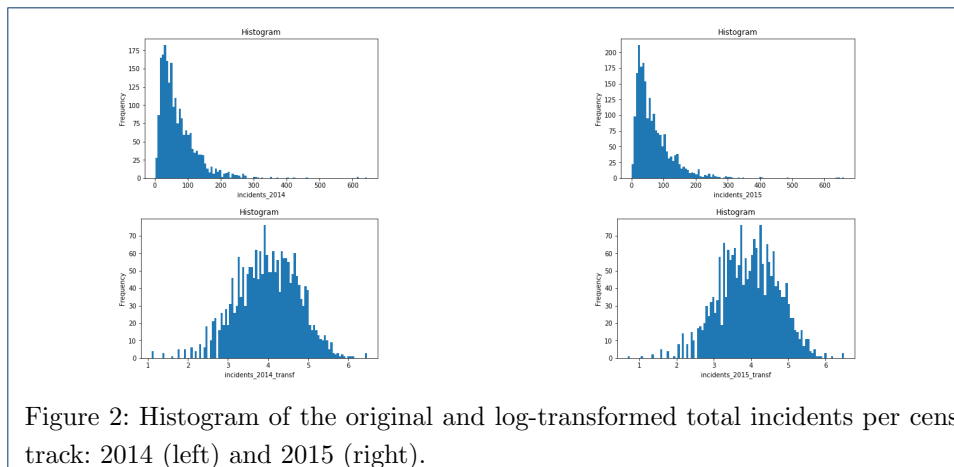 Histogram
Histogram
175
150
125
100
75
50
25
0
Frequency
0 100 200 300 400 500 600
incidents_2014
200
175
150
125
100
75
50
25
0
Frequency
0 100 200 300 400 500 600
incidents_2015
Histogram
Histogram
70
60
50
40
30
20
10
0
Frequency
1 2 3 4 5 6
incidents_2014_transf
70
60
50
40
30
20
10
0
Frequency
1 2 3 4 5 6
incidents_2015_transf
Figure 2: Histogram of the original and log-transformed total incidents per cens
track: 2014 (left) and 2015 (right).